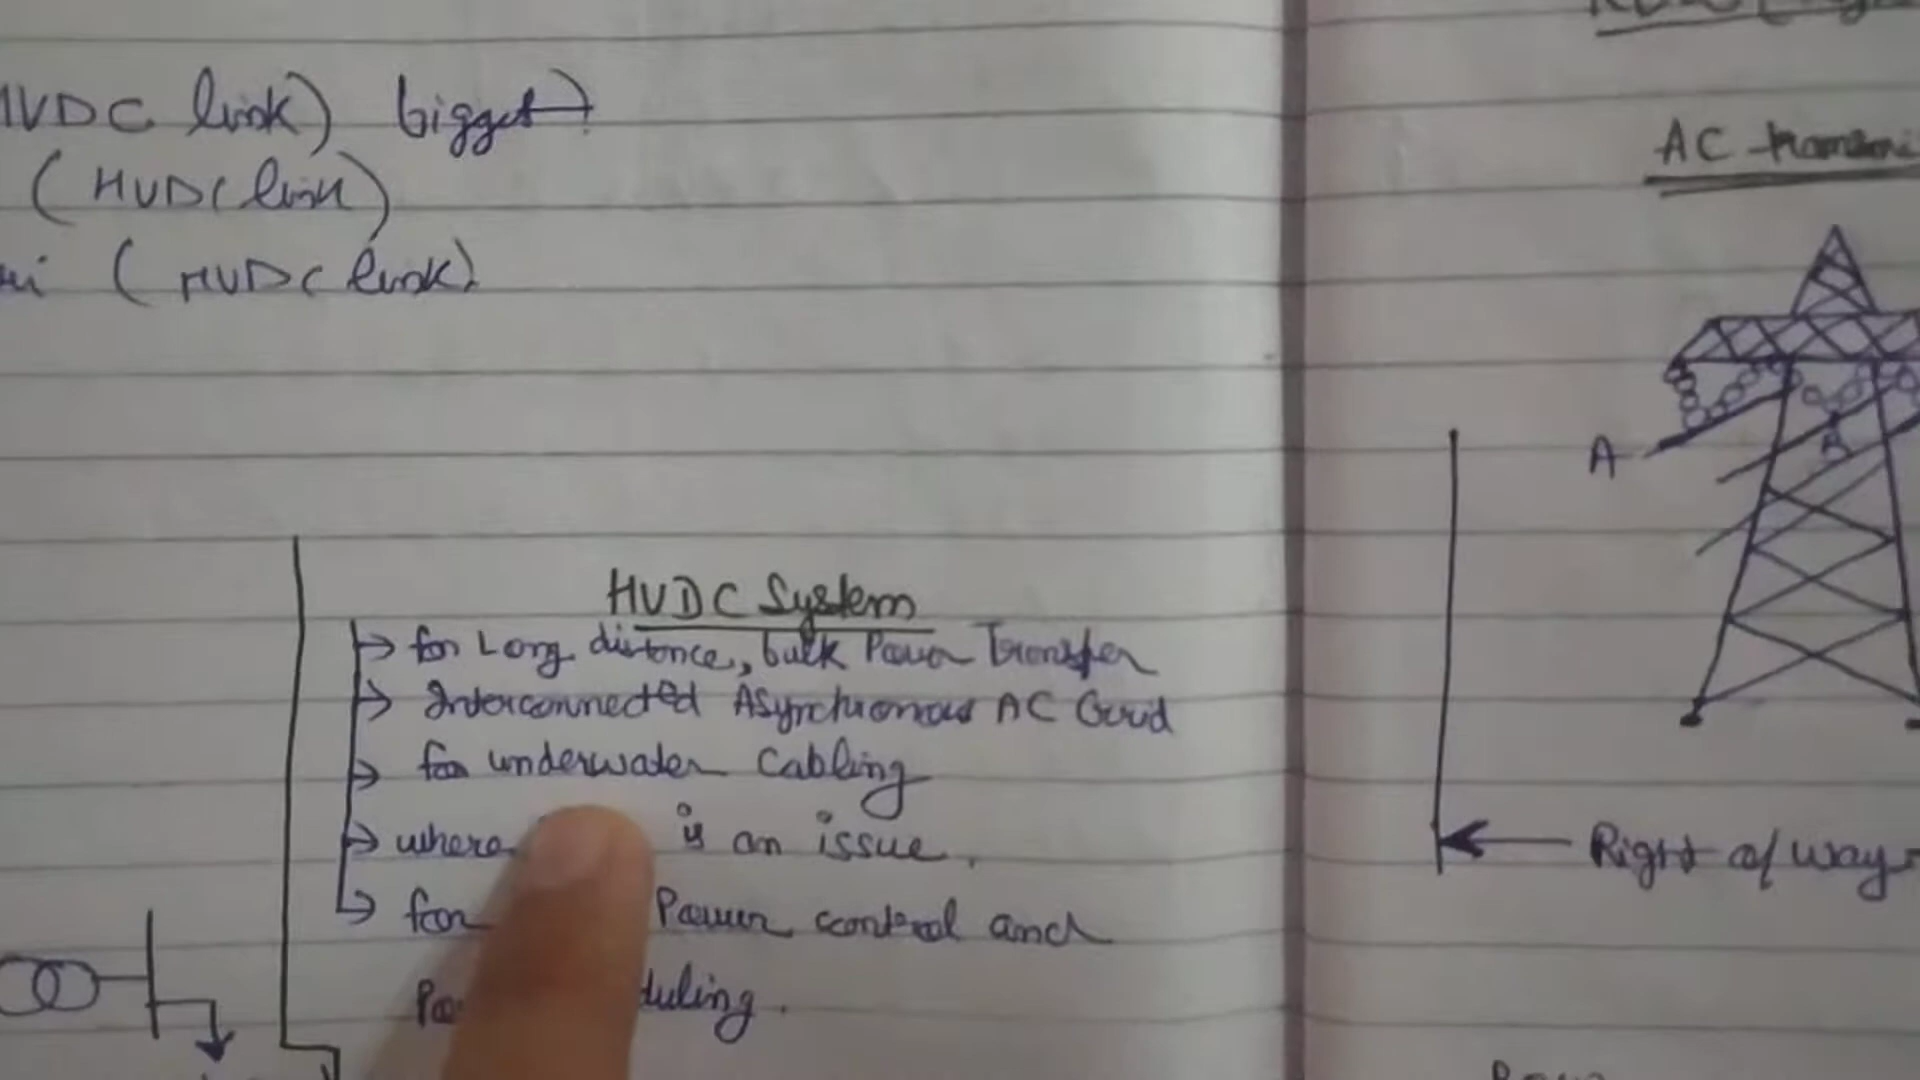 HVDC link) bigget)
(HVDC link)
(HVDC link)
HVDC System
→ for Long distance, bulk Power Transfer
→ Interconnected Asynchronous AC Grid
→ for underwater Cabling
→ where is an issue.
→ for Power control and
duling.
AC
A
B
Right of way